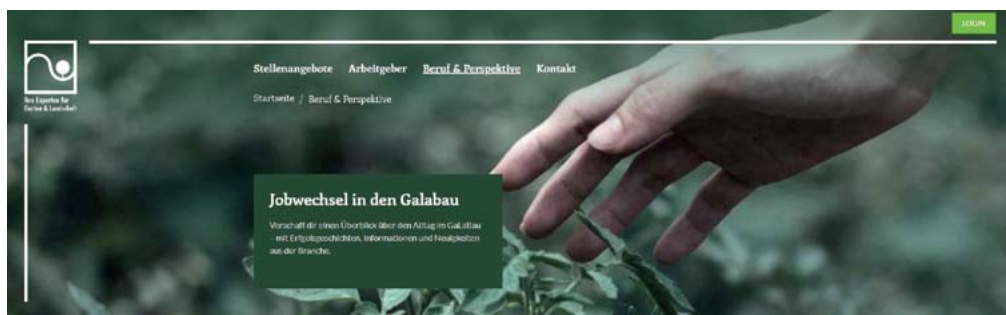 LOGIN
Stellenangebote Arbeitgeber Beruf & Perspektive Kontakt
Ihre Experten für
Garten & Landschaft
Startseite / Beruf & Perspektive
Jobwechsel in den Galabau
Verschaff dir einen Überblick über den Alltag im GaLaBau
– mit Erfolgsgeschichten, Informationen und Neuigkeiten
aus der Branche.